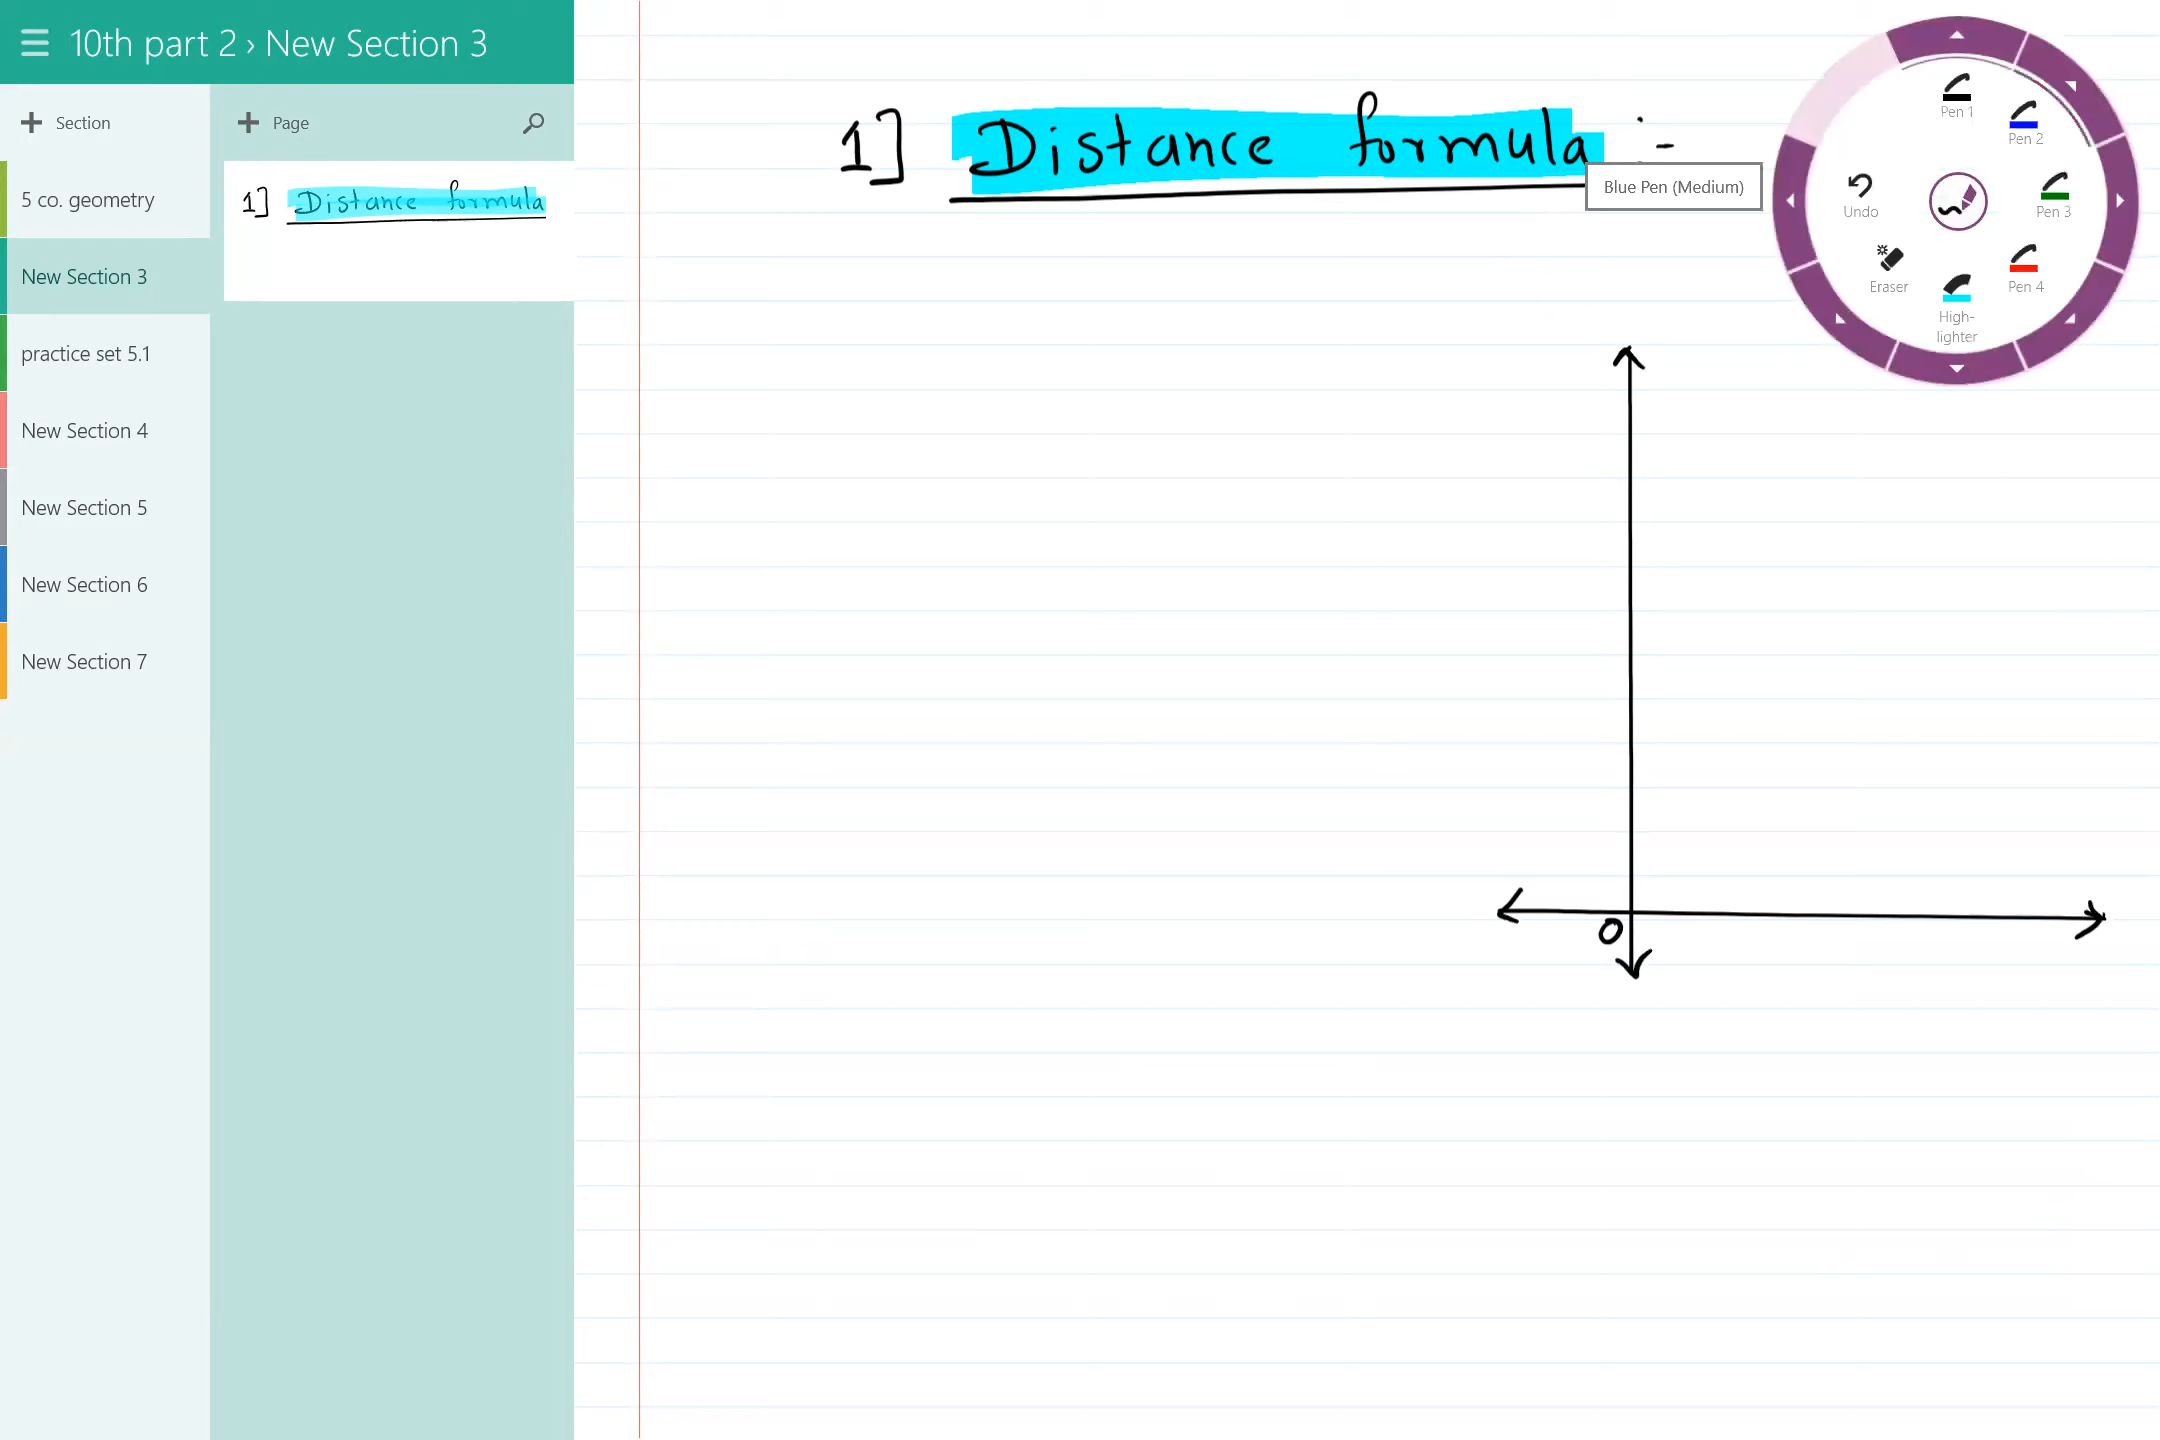 10th part 2 › New Section 3
+ Section
+ Page
5 co. geometry
New Section 3
practice set 5.1
New Section 4
New Section 5
New Section 6
New Section 7
1] Distance formula
1] Distance formula :-
Blue Pen (Medium)
Pen 1
Pen 2
Undo
Pen 3
Eraser
Pen 4
High-
lighter
0